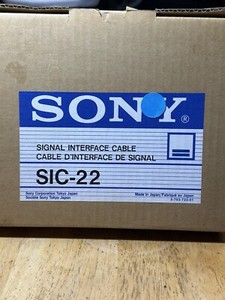 SONY®
SIGNAL INTERFACE CABLE
CABLE D'INTERFACE DE SIGNAL
SIC-22
Sony Corporation Tokyo Japan
Société Sony Tokyo Japan
Made in Japan/Fabriqué au Japon